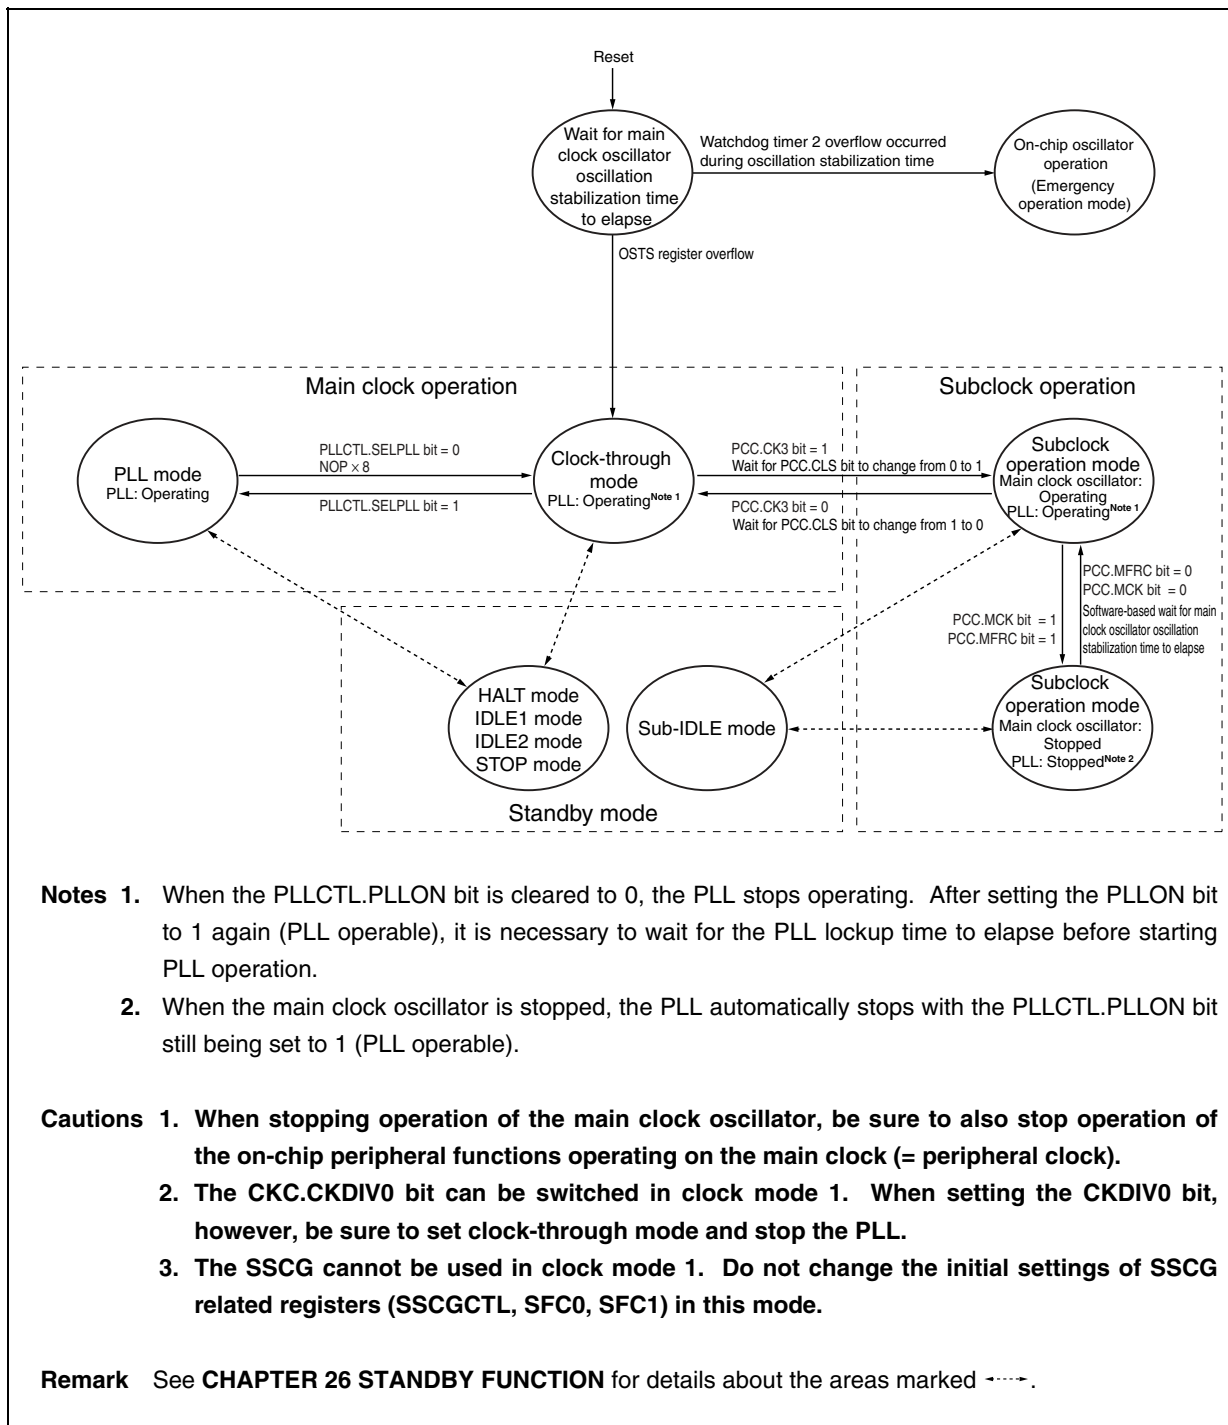 Reset
Wait for main
clock oscillator
oscillation
stabilization time
to elapse
Watchdog timer 2 overflow occurred
during oscillation stabilization time
On-chip oscillator
operation
(Emergency
operation mode)
OSTS register overflow
Main clock operation
Subclock operation
PLL mode
PLL: Operating
PLLCTL.SELPLL bit = 0
NOP × 8
PLLCTL.SELPLL bit = 1
Clock-through
mode
PLL: Operating Note 1
PCC.CK3 bit = 1
Wait for PCC.CLS bit to change from 0 to 1
PCC.CK3 bit = 0
Wait for PCC.CLS bit to change from 1 to 0
Subclock
operation mode
Main clock oscillator:
Operating
PLL: Operating Note 1
PCC.MCK bit = 1
PCC.MFRC bit = 1
PCC.MFRC bit = 0
PCC.MCK bit = 0
Software-based wait for main
clock oscillator oscillation
stabilization time to elapse
HALT mode
IDLE1 mode
IDLE2 mode
STOP mode
Sub-IDLE mode
Subclock
operation mode
Main clock oscillator:
Stopped
PLL: Stopped Note 2
Standby mode
Notes 1. When the PLLCTL.PLLON bit is cleared to 0, the PLL stops operating. After setting the PLLON bit
to 1 again (PLL operable), it is necessary to wait for the PLL lockup time to elapse before starting
PLL operation.
2. When the main clock oscillator is stopped, the PLL automatically stops with the PLLCTL.PLLON bit
still being set to 1 (PLL operable).
Cautions 1. When stopping operation of the main clock oscillator, be sure to also stop operation of
the on-chip peripheral functions operating on the main clock (= peripheral clock).
2. The CKC.CKDIV0 bit can be switched in clock mode 1. When setting the CKDIV0 bit,
however, be sure to set clock-through mode and stop the PLL.
3. The SSCG cannot be used in clock mode 1. Do not change the initial settings of SSCG
related registers (SSCGCTL, SFC0, SFC1) in this mode.
Remark See CHAPTER 26 STANDBY FUNCTION for details about the areas marked .